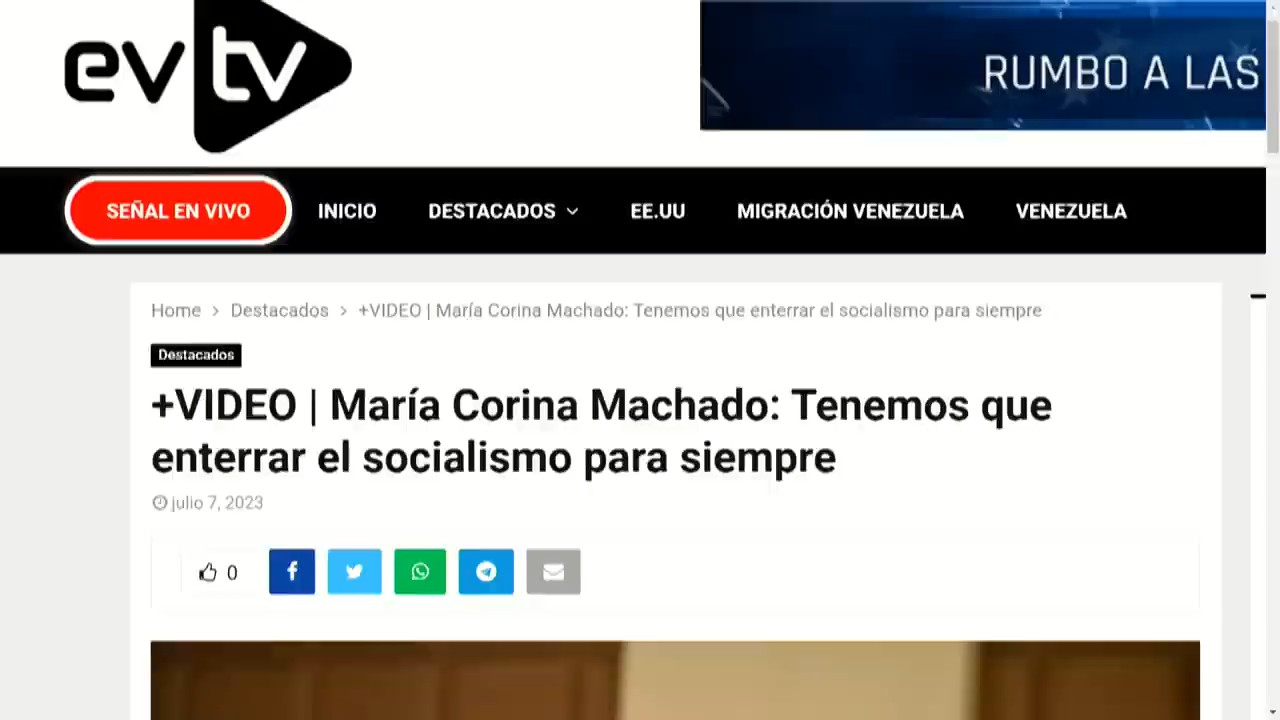 evtv
RUMBO A LAS
SEÑAL EN VIVO
INICIO
DESTACADOS
EE.UU
MIGRACIÓN VENEZUELA
VENEZUELA
Home > Destacados > +VIDEO | María Corina Machado: Tenemos que enterrar el socialismo para siempre
Destacados
+VIDEO | María Corina Machado: Tenemos que
enterrar el socialismo para siempre
julio 7, 2023
0